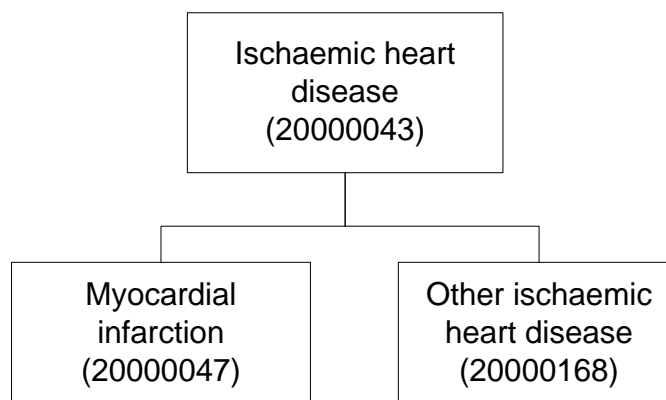 Ischaemic heart
disease
(20000043)
Myocardial
infarction
(20000047)
Other ischaemic
heart disease
(20000168)